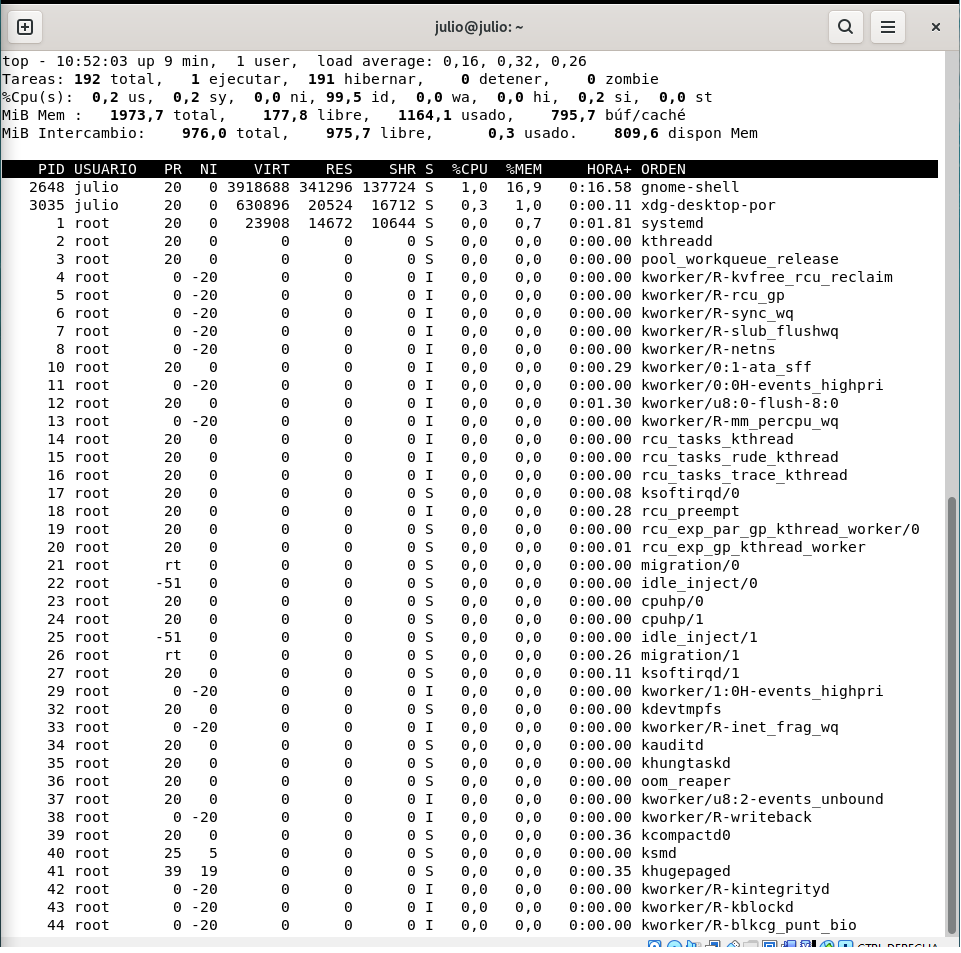 julio@julio: ~
top - 10:52:03 up 9 min,  1 user,  load average: 0,16, 0,32, 0,26
Tareas: 192 total,   1 ejecutar, 191 hibernar,    0 detener,    0 zombie
%Cpu(s):  0,2 us,  0,2 sy,  0,0 ni, 99,5 id,  0,0 wa,  0,0 hi,  0,2 si,  0,0 st
MiB Mem :   1973,7 total,    177,8 libre,   1164,1 usado,    795,7 búf/caché
MiB Intercambio:    976,0 total,    975,7 libre,      0,3 usado.    809,6 dispon Mem
PID USUARIO   PR  NI    VIRT    RES    SHR S  %CPU  %MEM     HORA+ ORDEN
2648 julio     20   0 3918688 341296 137724 S   1,0  16,9   0:16.58 gnome-shell
3035 julio     20   0  630896  20524  16712 S   0,3   1,0   0:00.11 xdg-desktop-por
1 root      20   0   23908  14672  10644 S   0,0   0,7   0:01.81 systemd
2 root      20   0       0      0      0 S   0,0   0,0   0:00.00 kthreadd
3 root      20   0       0      0      0 S   0,0   0,0   0:00.00 pool_workqueue_release
4 root       0 -20       0      0      0 I   0,0   0,0   0:00.00 kworker/R-kvfree_rcu_reclaim
5 root       0 -20       0      0      0 I   0,0   0,0   0:00.00 kworker/R-rcu_gp
6 root       0 -20       0      0      0 I   0,0   0,0   0:00.00 kworker/R-sync_wq
7 root       0 -20       0      0      0 I   0,0   0,0   0:00.00 kworker/R-slub_flushwq
8 root       0 -20       0      0      0 I   0,0   0,0   0:00.00 kworker/R-netns
10 root      20   0       0      0      0 I   0,0   0,0   0:00.29 kworker/0:1-ata_sff
11 root       0 -20       0      0      0 I   0,0   0,0   0:00.00 kworker/0:0H-events_highpri
12 root      20   0       0      0      0 I   0,0   0,0   0:01.30 kworker/u8:0-flush-8:0
13 root       0 -20       0      0      0 I   0,0   0,0   0:00.00 kworker/R-mm_percpu_wq
14 root      20   0       0      0      0 I   0,0   0,0   0:00.00 rcu_tasks_kthread
15 root      20   0       0      0      0 I   0,0   0,0   0:00.00 rcu_tasks_rude_kthread
16 root      20   0       0      0      0 I   0,0   0,0   0:00.00 rcu_tasks_trace_kthread
17 root      20   0       0      0      0 S   0,0   0,0   0:00.08 ksoftirqd/0
18 root      20   0       0      0      0 I   0,0   0,0   0:00.28 rcu_preempt
19 root      20   0       0      0      0 S   0,0   0,0   0:00.00 rcu_exp_par_gp_kthread_worker/0
20 root      20   0       0      0      0 S   0,0   0,0   0:00.01 rcu_exp_gp_kthread_worker
21 root      rt   0       0      0      0 S   0,0   0,0   0:00.00 migration/0
22 root     -51   0       0      0      0 S   0,0   0,0   0:00.00 idle_inject/0
23 root      20   0       0      0      0 S   0,0   0,0   0:00.00 cpuhp/0
24 root      20   0       0      0      0 S   0,0   0,0   0:00.00 cpuhp/1
25 root     -51   0       0      0      0 S   0,0   0,0   0:00.00 idle_inject/1
26 root      rt   0       0      0      0 S   0,0   0,0   0:00.26 migration/1
27 root      20   0       0      0      0 S   0,0   0,0   0:00.11 ksoftirqd/1
29 root       0 -20       0      0      0 I   0,0   0,0   0:00.00 kworker/1:0H-events_highpri
32 root      20   0       0      0      0 S   0,0   0,0   0:00.00 kdevtmpfs
33 root       0 -20       0      0      0 I   0,0   0,0   0:00.00 kworker/R-inet_frag_wq
34 root      20   0       0      0      0 S   0,0   0,0   0:00.00 kauditd
35 root      20   0       0      0      0 S   0,0   0,0   0:00.00 khungtaskd
36 root      20   0       0      0      0 S   0,0   0,0   0:00.00 oom_reaper
37 root      20   0       0      0      0 I   0,0   0,0   0:00.00 kworker/u8:2-events_unbound
38 root       0 -20       0      0      0 I   0,0   0,0   0:00.00 kworker/R-writeback
39 root      20   0       0      0      0 S   0,0   0,0   0:00.36 kcompactd0
40 root      25   5       0      0      0 S   0,0   0,0   0:00.00 ksmd
41 root      39  19       0      0      0 S   0,0   0,0   0:00.35 khugepaged
42 root       0 -20       0      0      0 I   0,0   0,0   0:00.00 kworker/R-kintegrityd
43 root       0 -20       0      0      0 I   0,0   0,0   0:00.00 kworker/R-kblockd
44 root       0 -20       0      0      0 I   0,0   0,0   0:00.00 kworker/R-blkcg_punt_bio
CTRL DERECHA